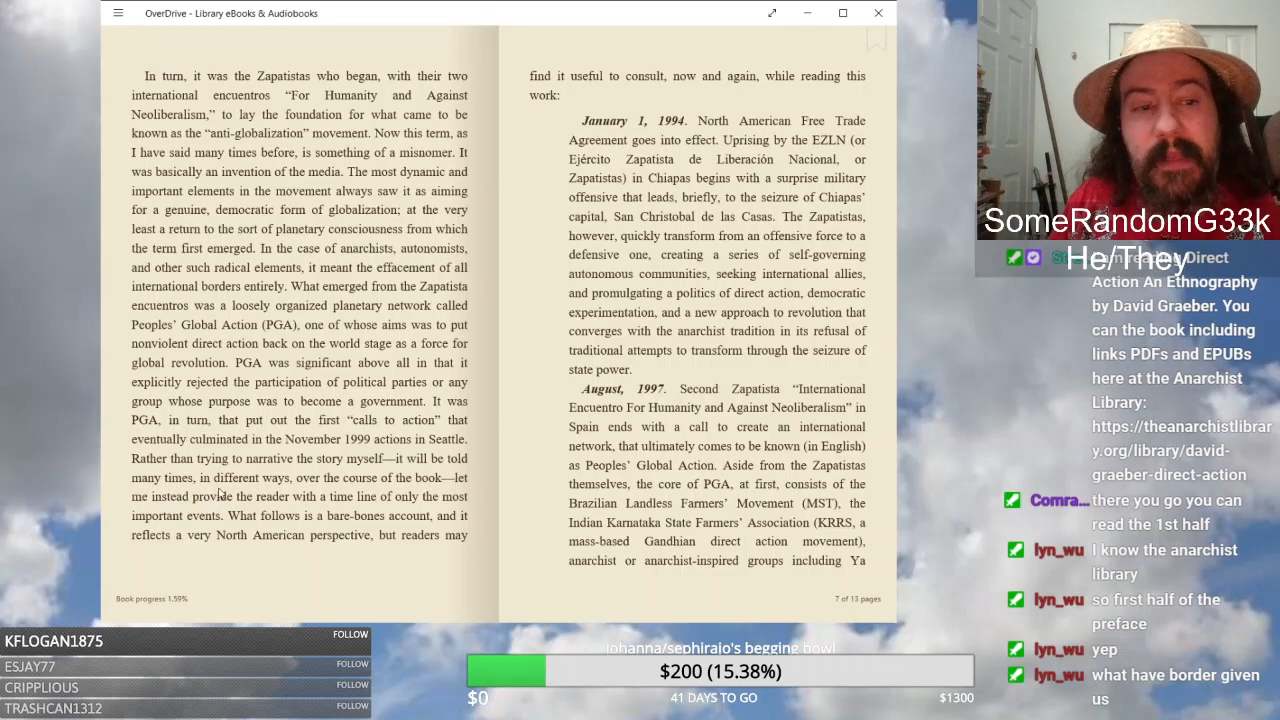 OverDrive - Library eBooks & Audiobooks
In turn, it was the Zapatistas who began, with their two
international encuentros “For Humanity and Against
Neoliberalism,” to lay the foundation for what came to be
known as the “anti-globalization” movement. Now this term, as
I have said many times before, is something of a misnomer. It
was basically an invention of the media. The most dynamic and
important elements in the movement always saw it as aiming
for a genuine, democratic form of globalization; at the very
least a return to the sort of planetary consciousness from which
the term first emerged. In the case of anarchists, autonomists,
and other such radical elements, it meant the effacement of all
international borders entirely. What emerged from the Zapatista
encuentros was a loosely organized planetary network called
Peoples’ Global Action (PGA), one of whose aims was to put
nonviolent direct action back on the world stage as a force for
global revolution. PGA was significant above all in that it
explicitly rejected the participation of political parties or any
group whose purpose was to become a government. It was
PGA, in turn, that put out the first “calls to action” that
eventually culminated in the November 1999 actions in Seattle.
Rather than trying to narrative the story myself—it will be told
many times, in different ways, over the course of the book—let
me instead provide the reader with a time line of only the most
important events. What follows is a bare-bones account, and it
reflects a very North American perspective, but readers may
Book progress 1.59%
find it useful to consult, now and again, while reading this
work:
January 1, 1994. North American Free Trade
Agreement goes into effect. Uprising by the EZLN (or
Ejército Zapatista de Liberación Nacional, or
Zapatistas) in Chiapas begins with a surprise military
offensive that leads, briefly, to the seizure of Chiapas’
capital, San Christobal de las Casas. The Zapatistas,
however, quickly transform from an offensive force to a
defensive one, creating a series of self-governing
autonomous communities, seeking international allies,
and promulgating a politics of direct action, democratic
experimentation, and a new approach to revolution that
converges with the anarchist tradition in its refusal of
traditional attempts to transform through the seizure of
state power.
August, 1997. Second Zapatista “International
Encuentro For Humanity and Against Neoliberalism” in
Spain ends with a call to create an international
network, that ultimately comes to be known (in English)
as Peoples’ Global Action. Aside from the Zapatistas
themselves, the core of PGA, at first, consists of the
Brazilian Landless Farmers’ Movement (MST), the
Indian Karnataka State Farmers’ Association (KRRS, a
mass-based Gandhian direct action movement),
anarchist or anarchist-inspired groups including Ya
7 of 13 pages
SomeRandomG33k
He/They
reading Direct
Action An Ethnography
by David Graeber. You
can the book including
links PDFs and EPUBs
here at the Anarchist
Library:
https://theanarchistlibrar
y.org/library/david-
graeber-direct-action
Comra... there you go you can
read the 1st half
lyn_wu I know the anarchist
library
lyn_wu so first half of the
preface
lyn_wu yep
lyn_wu what have border given
us
KFLOGAN1875 FOLLOW
ESJAY77 FOLLOW
CRIPPLIOUS FOLLOW
TRASHCAN1312 FOLLOW
johanna/sephiraio's begging bowl
$200 (15.38%)
$0 41 DAYS TO GO $1300